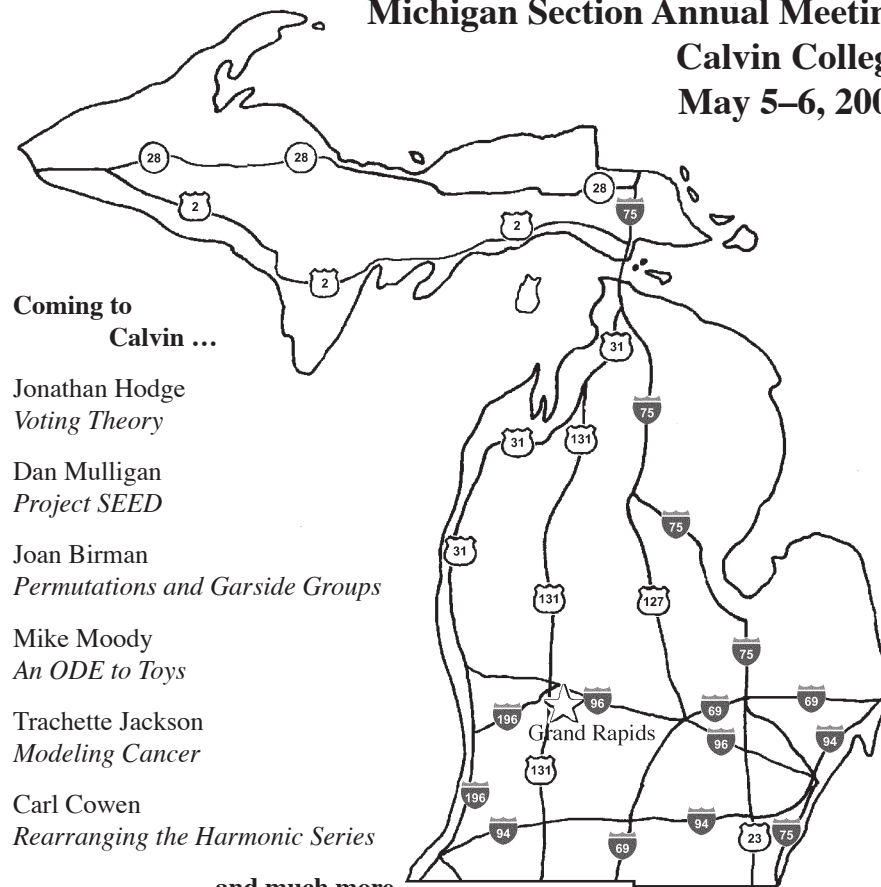 Michigan Section Annual
Calvin
May 5–6,
28
28
28
2
75
2
2
Coming to
Calvin …
31
Jonathan Hodge
Voting Theory
75
31
131
Dan Mulligan
Project SEED
75
Joan Birman
Permutations and Garside Groups
31
131
127
Mike Moody
An ODE to Toys
75
Trachette Jackson
Modeling Cancer
196
96
69
69
Grand Rapids
96
94
131
Carl Cowen
Rearranging the Harmonic Series
196
94
69
94
23
75
and much more